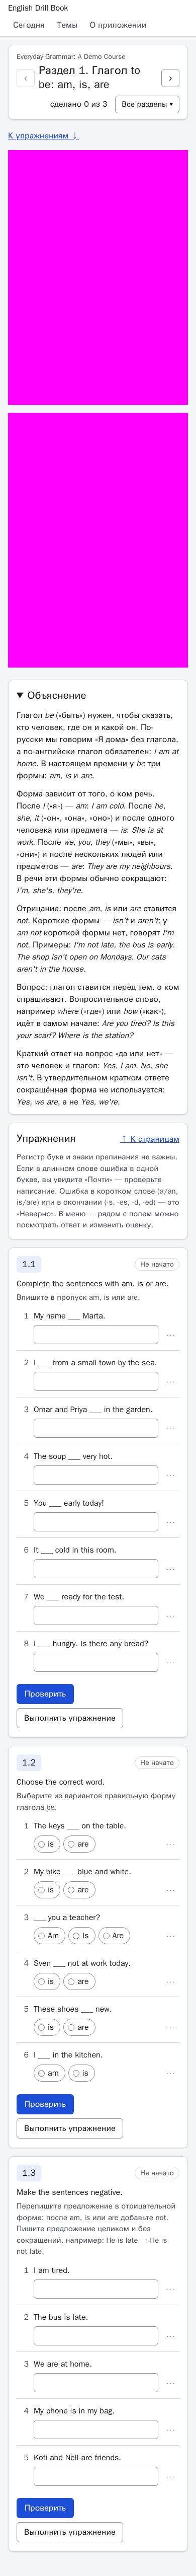 English Drill Book
Сегодня Темы О приложении
Everyday Grammar: A Demo Course
‹
Раздел 1. Глагол to
be: am, is, are
›
сделано 0 из 3
Все разделы ▾
К упражнениям ↓
▼ Объяснение
Глагол be («быть») нужен, чтобы сказать,
кто человек, где он и какой он. По-
русски мы говорим «Я дома» без глагола,
а по-английски глагол обязателен: I am at
home. В настоящем времени у be три
формы: am, is и are.
Форма зависит от того, о ком речь.
После I («я») — am: I am cold. После he,
she, it («он», «она», «оно») и после одного
человека или предмета — is: She is at
work. После we, you, they («мы», «вы»,
«они») и после нескольких людей или
предметов — are: They are my neighbours.
В речи эти формы обычно сокращают:
I'm, she's, they're.
Отрицание: после am, is или are ставится
not. Короткие формы — isn't и aren't; у
am not короткой формы нет, говорят I'm
not. Примеры: I'm not late, the bus is early.
The shop isn't open on Mondays. Our cats
aren't in the house.
Вопрос: глагол ставится перед тем, о ком
спрашивают. Вопросительное слово,
например where («где») или how («как»),
идёт в самом начале: Are you tired? Is this
your scarf? Where is the station?
Краткий ответ на вопрос «да или нет» —
это человек и глагол: Yes, I am. No, she
isn't. В утвердительном кратком ответе
сокращённая форма не используется:
Yes, we are, а не Yes, we're.
Упражнения
↑ К страницам
Регистр букв и знаки препинания не важны.
Если в длинном слове ошибка в одной
букве, вы увидите «Почти» — проверьте
написание. Ошибка в коротком слове (a/an,
is/are) или в окончании (-s, -es, -d, -ed) — это
«Неверно». В меню ⋯ рядом с полем можно
посмотреть ответ и изменить оценку.
1.1
Не начато
Complete the sentences with am, is or are.
Впишите в пропуск am, is или are.
1 My name ___ Marta.
⋯
2 I ___ from a small town by the sea.
⋯
3 Omar and Priya ___ in the garden.
⋯
4 The soup ___ very hot.
⋯
5 You ___ early today!
⋯
6 It ___ cold in this room.
⋯
7 We ___ ready for the test.
⋯
8 I ___ hungry. Is there any bread?
⋯
Проверить
Выполнить упражнение
1.2
Не начато
Choose the correct word.
Выберите из вариантов правильную форму
глагола be.
1 The keys ___ on the table.
is are ⋯
2 My bike ___ blue and white.
is are ⋯
3 ___ you a teacher?
Am Is Are ⋯
4 Sven ___ not at work today.
is are ⋯
5 These shoes ___ new.
is are ⋯
6 I ___ in the kitchen.
am is ⋯
Проверить
Выполнить упражнение
1.3
Не начато
Make the sentences negative.
Перепишите предложение в отрицательной
форме: после am, is или are добавьте not.
Пишите предложение целиком и без
сокращений, например: He is late → He is
not late.
1 I am tired.
⋯
2 The bus is late.
⋯
3 We are at home.
⋯
4 My phone is in my bag.
⋯
5 Kofi and Nell are friends.
⋯
Проверить
Выполнить упражнение